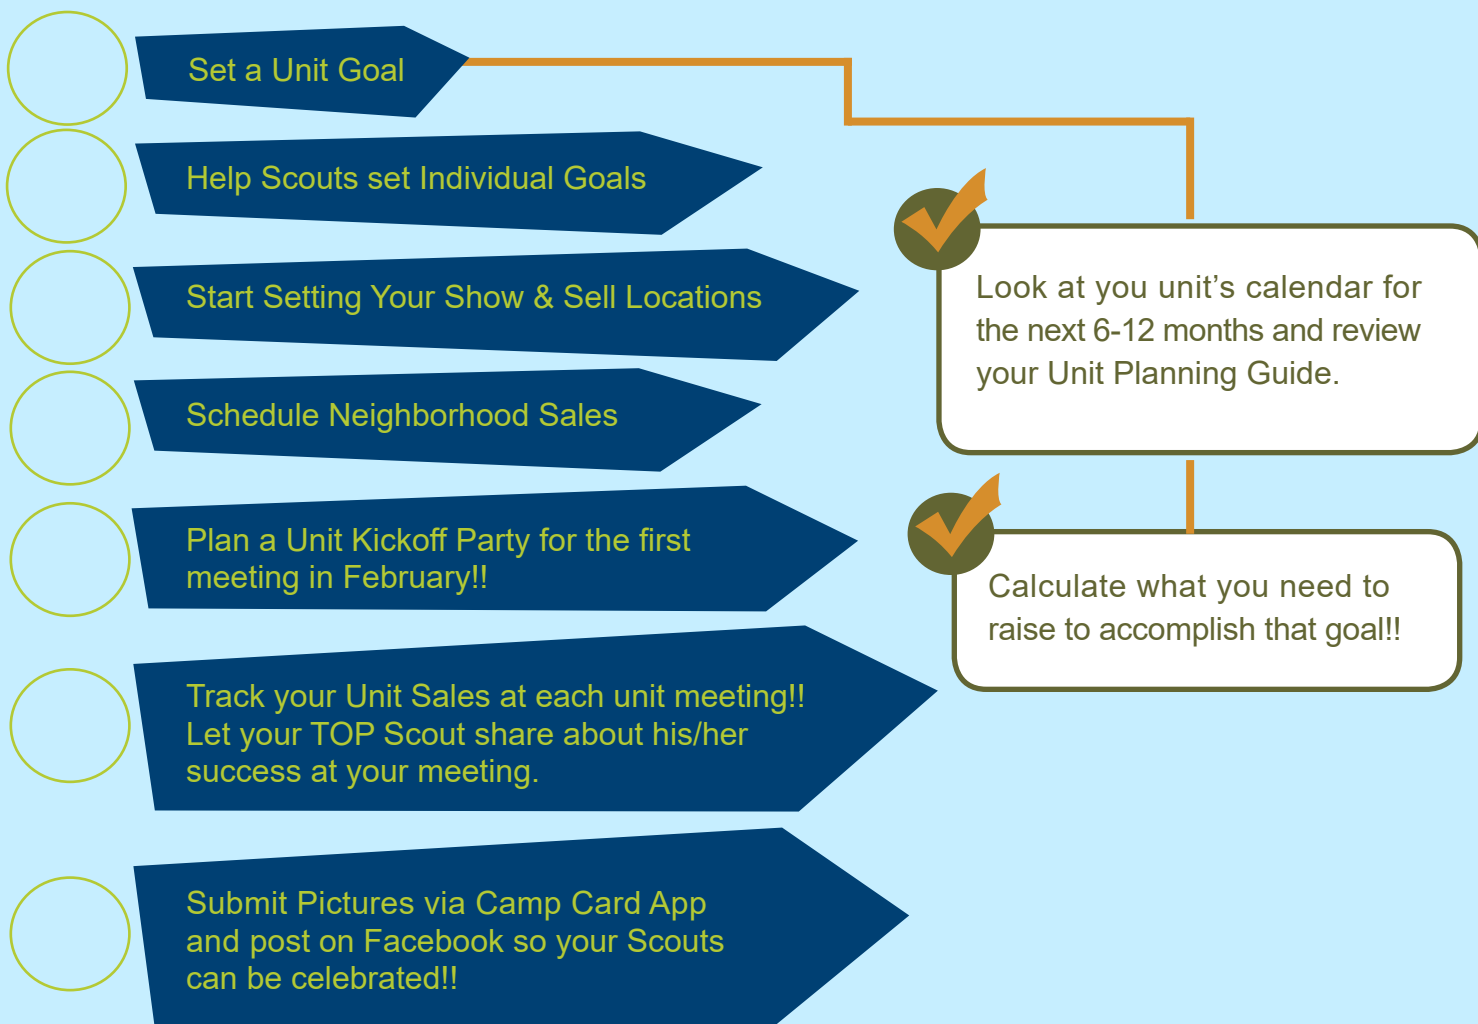 Set a Unit Goal
Help Scouts set Individual Goals
Start Setting Your Show & Sell Locations
Schedule Neighborhood Sales
Plan a Unit Kickoff Party for the first
meeting in February!!
Track your Unit Sales at each unit meeting!!
Let your TOP Scout share about his/her
success at your meeting.
Submit Pictures via Camp Card App
and post on Facebook so your Scouts
can be celebrated!!
Look at you unit’s calendar for
the next 6-12 months and review
your Unit Planning Guide.
Calculate what you need to
raise to accomplish that goal!!